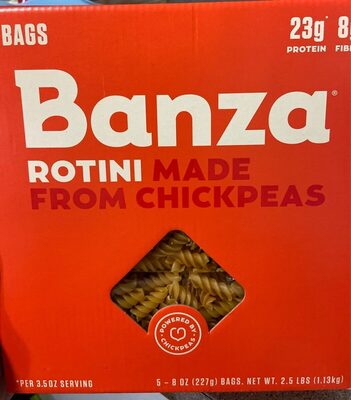 BAGS
23g* 8g
PROTEIN FIB
Banza®
ROTINI MADE
FROM CHICKPEAS
POWERED BY
CHICKPEAS
*PER 3.5OZ SERVING
5 – 8 OZ (227g) BAGS. NET WT. 2.5 LBS (1.13kg)